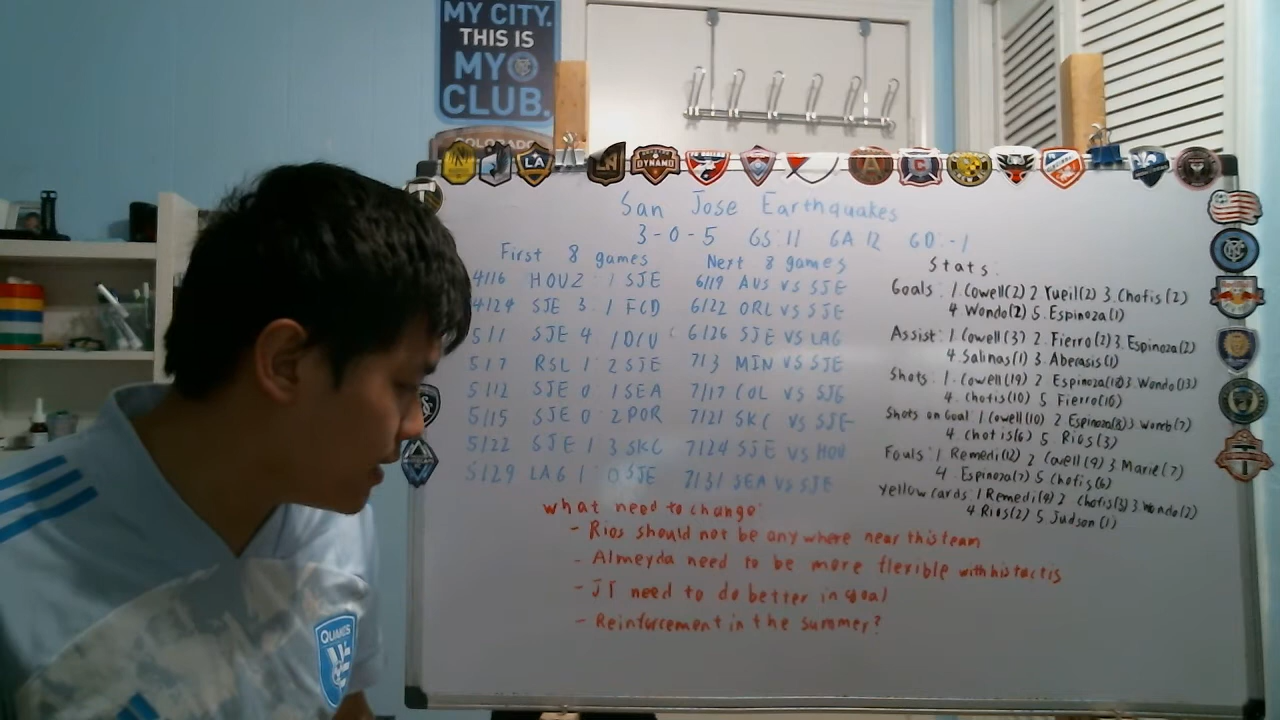 MY CITY.
THIS IS
MY
CLUB.
COLORADO
LA
DYNAMO
San Jose Earthquakes
3-0-5 GS:11 GA 12 GD:-1
First 8 games
4/16 HOU 2 : 1 SJE
4/24 SJE 3 : 1 FCD
5/1 SJE 4 : 1 DCU
5/7 RSL 1 : 2 SJE
5/12 SJE 0 : 1 SEA
5/15 SJE 0 : 2 POR
5/22 SJE 1 : 3 SKC
5/29 LAG 1 : 0 SJE
Next 8 games
6/19 AUS VS SJE
6/22 ORL VS SJE
6/26 SJE VS LAG
7/3 MIN VS SJE
7/17 COL VS SJE
7/21 SKC VS SJE
7/24 SJE VS HOU
7/31 SEA VS SJE
Stats:
Goals: 1. Cowell(2) 2. Yueil(2) 3. Chofis(2)
4 Wondo(2) 5. Espinoza(1)
Assist: 1. Cowell(3) 2. Fierro(2) 3. Espinoza(2)
4. Salinas(1) 3. Aberasis(1)
Shots: 1. Cowell(19) 2 Espinoza(18) 3. Wondo(13)
4. Chofis(10) 5 Fierro(10)
Shots on Goal: 1 Cowell(10) 2 Espinoza(8) 3 Wondo(7)
4. Chofis(6) 5. Rios(3)
Fouls: 1 Remedi(12) 2 Cowell(9) 3 Marie(7)
4 Espinoza(7) 5 Chofis(6)
Yellow Cards: 1 Remedi(4) 2 Chofis(3) 3. Wondo(2)
4 Rios(2) 5 Judson(1)
what need to change:
- Rios should not be any where near this team
- Almeyda need to be more flexible with his tactis
- JT need to do better in goal
- Reinforcement in the summer?
QUAKES